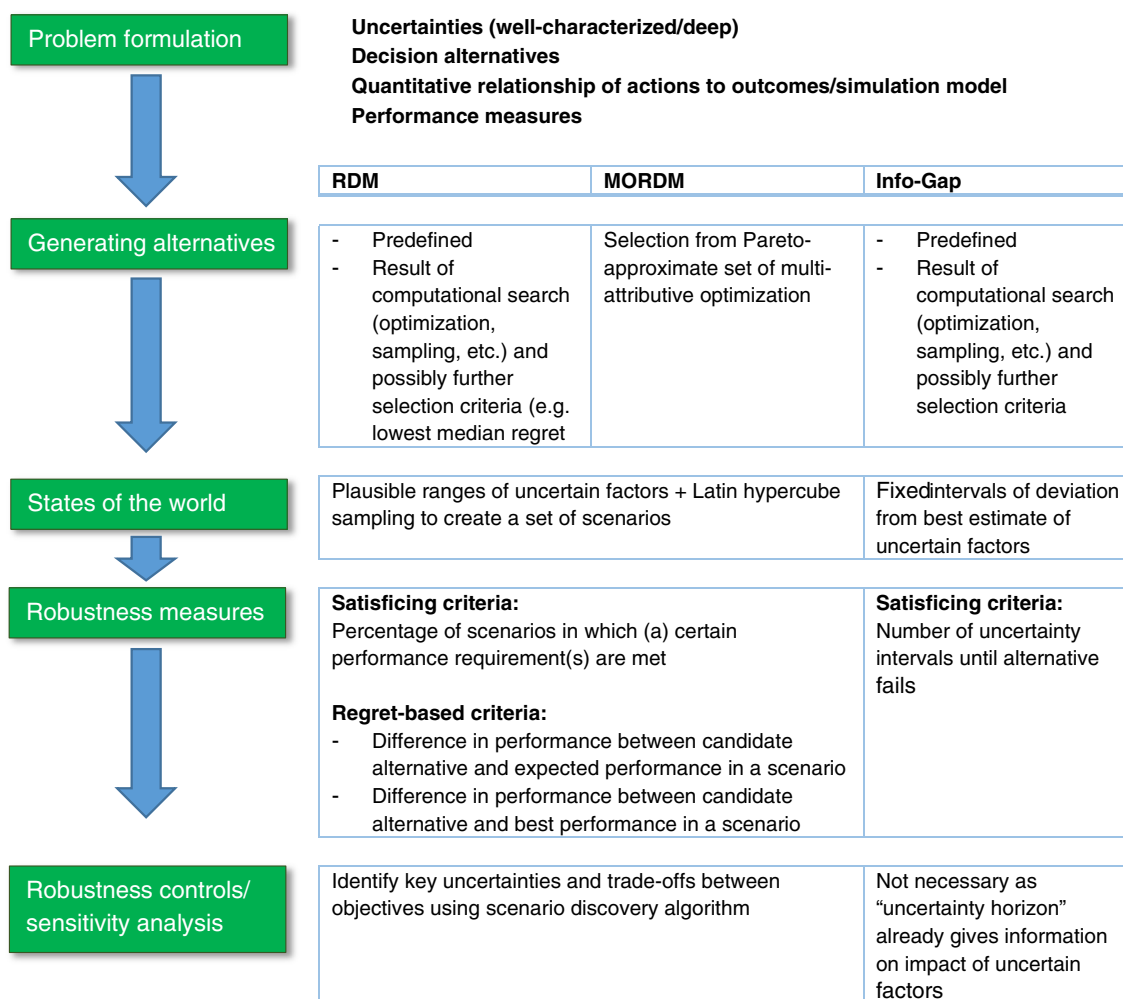 Problem formulation
Uncertainties (well-characterized/deep)
Decision alternatives
Quantitative relationship of actions to outcomes/simulation model
Performance measures
RDM
MORDM
Info-Gap
Generating alternatives
- Predefined
- Result of
computational search
(optimization,
sampling, etc.) and
possibly further
selection criteria (e.g.
lowest median regret
Selection from Pareto-
approximate set of multi-
attributive optimization
- Predefined
- Result of
computational search
(optimization,
sampling, etc.) and
possibly further
selection criteria
States of the world
Plausible ranges of uncertain factors + Latin hypercube
sampling to create a set of scenarios
Fixedintervals of deviation
from best estimate of
uncertain factors
Robustness measures
Satisficing criteria:
Percentage of scenarios in which (a) certain
performance requirement(s) are met
Regret-based criteria:
- Difference in performance between candidate
alternative and expected performance in a scenario
- Difference in performance between candidate
alternative and best performance in a scenario
Satisficing criteria:
Number of uncertainty
intervals until alternative
fails
Robustness controls/
sensitivity analysis
Identify key uncertainties and trade-offs between
objectives using scenario discovery algorithm
Not necessary as
“uncertainty horizon”
already gives information
on impact of uncertain
factors